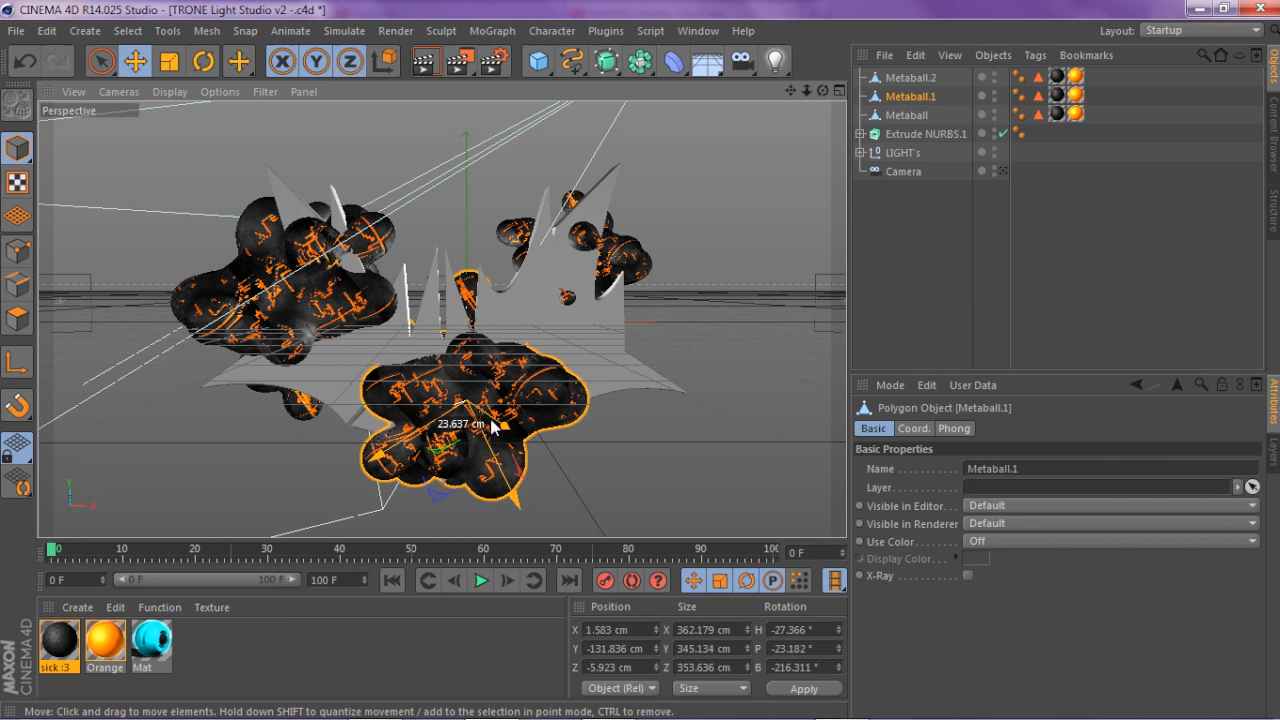 CINEMA 4D R14.025 Studio - [TRONE Light Studio v2 -.c4d *]
File Edit Create Select Tools Mesh Snap Animate Simulate Render Sculpt MoGraph Character Plugins Script Window Help Layout: Startup
X Y Z
View Cameras Display Options Filter Panel
Perspective
23.637 cm
Y
X
File Edit View Objects Tags Bookmarks
Metaball.2
Metaball.1
Metaball
Extrude NURBS.1
LIGHT's
Camera
Objects
Content Browser
Structure
Mode Edit User Data
Polygon Object [Metaball.1]
Basic Coord. Phong
Basic Properties
Name Metaball.1
Layer
Visible in Editor Default
Visible in Renderer Default
Use Color Off
Display Color
X-Ray
Attributes
Layers
0 10 20 30 40 50 60 70 80 90 100 0 F
0 F 0 F 100 F 100 F
P
Create Edit Function Texture
sick :3 Orange Mat
Position Size Rotation
X 1.583 cm X 362.179 cm H -27.366 °
Y -131.836 cm Y 345.134 cm P -23.182 °
Z -5.923 cm Z 353.636 cm B -216.311 °
Object (Rel) Size Apply
MAXON CINEMA 4D
Move: Click and drag to move elements. Hold down SHIFT to quantize movement / add to the selection in point mode, CTRL to remove.